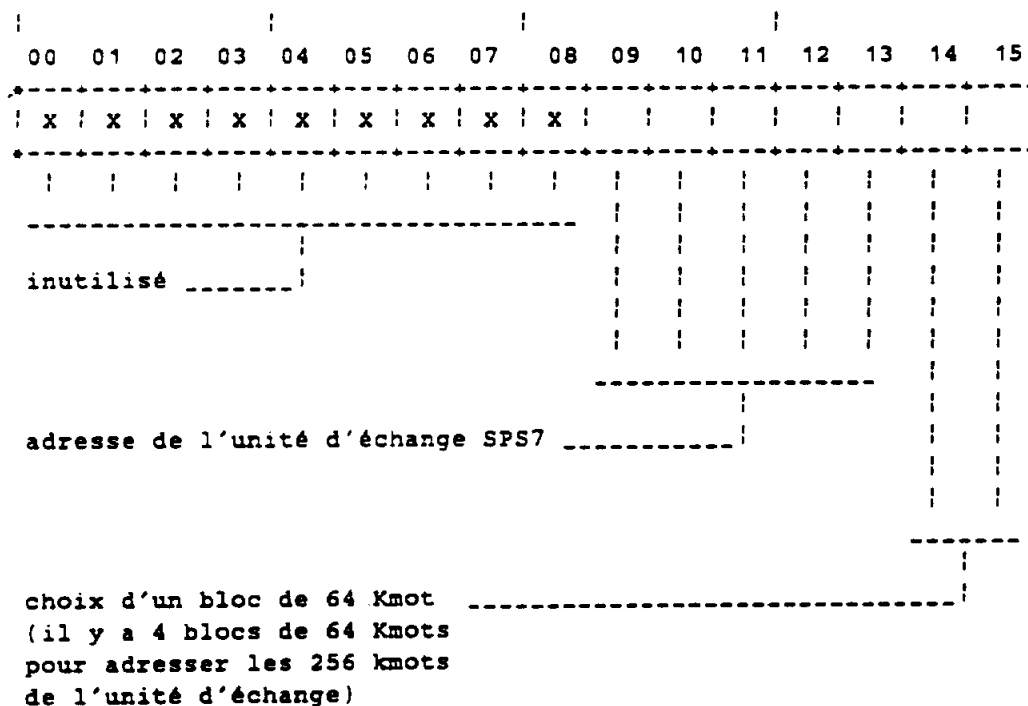 00 01 02 03 04 05 06 07 08 09 10 11 12 13 14 15
x x x x x x x x x
inutilisé
adresse de l'unité d'échange SPS7
choix d'un bloc de 64 Kmot
(il y a 4 blocs de 64 Kmots
pour adresser les 256 kmots
de l'unité d'échange)